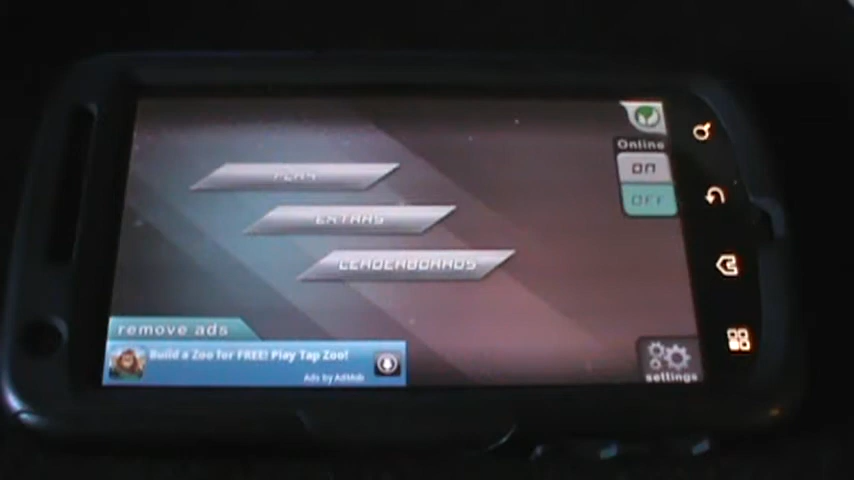 PLAY
EXTRAS
LEADERBOARDS
Online
ON
OFF
remove ads
Build a Zoo for FREE! Play Tap Zoo!
Ads by AdMob
settings